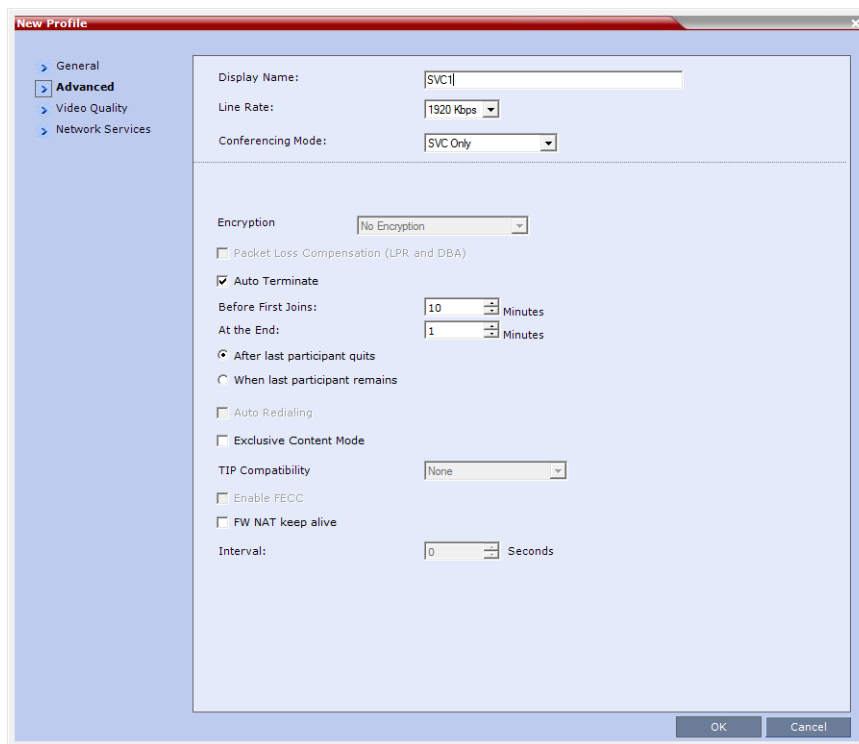 New Profile
General
Advanced
Video Quality
Network Services
Display Name: SVC1
Line Rate: 1920 Kbps
Conferencing Mode: SVC Only
Encryption No Encryption
Packet Loss Compensation (LPR and DBA)
Auto Terminate
Before First Joins: 10 Minutes
At the End: 1 Minutes
After last participant quits
When last participant remains
Auto Redialing
Exclusive Content Mode
TIP Compatibility None
Enable FECC
FW NAT keep alive
Interval: 0 Seconds
OK Cancel